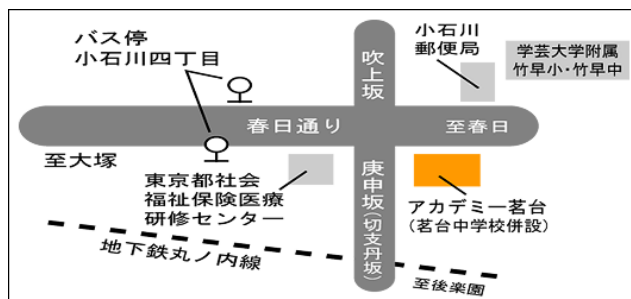 バス停
小石川四丁目
吹上坂
小石川
郵便局
学芸大学附属
竹早小・竹早中
春日通り
至春日
至大塚
東京都社会
福祉保険医療
研修センター
庚申坂(切支丹坂)
アカデミー茗台
(茗台中学校併設)
地下鉄丸ノ内線
至後楽園